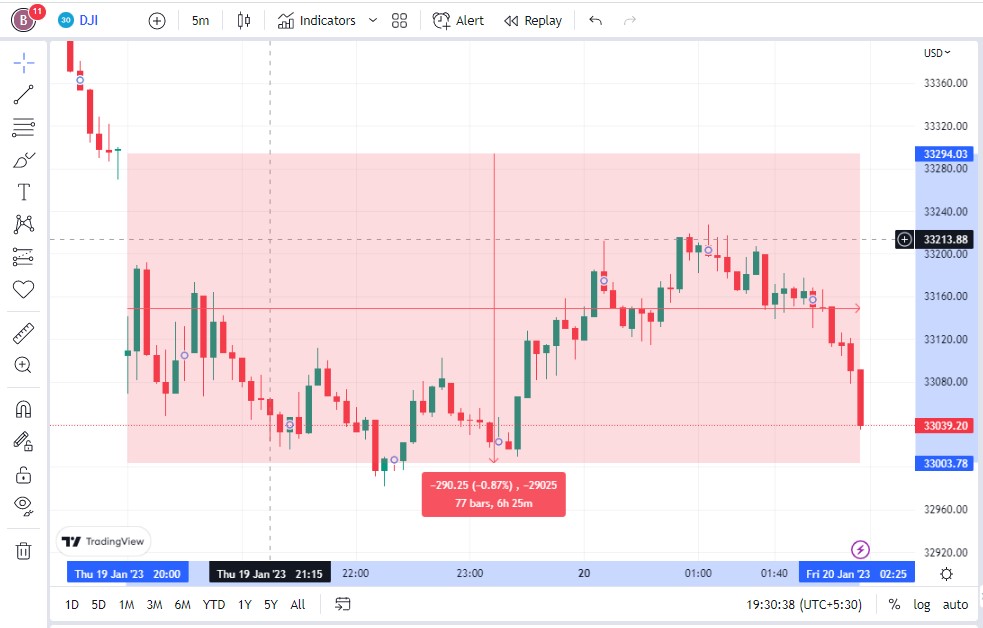 B 11 30 DJI 5m Indicators Alert Replay
USD
33360.00
33320.00
33294.03
33280.00
33240.00
33213.88
33200.00
33160.00
33120.00
33080.00
33039.20
33003.78
32960.00
32920.00
−290.25 (−0.87%) , −29025
77 bars, 6h 25m
TradingView
Thu 19 Jan '23 20:00 Thu 19 Jan '23 21:15 22:00 23:00 20 01:00 01:40 Fri 20 Jan '23 02:25
1D 5D 1M 3M 6M YTD 1Y 5Y All 19:30:38 (UTC+5:30) % log auto